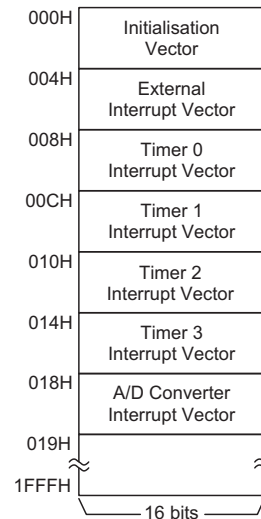 000H
Initialisation
Vector
004H
External
Interrupt Vector
008H
Timer 0
Interrupt Vector
00CH
Timer 1
Interrupt Vector
010H
Timer 2
Interrupt Vector
014H
Timer 3
Interrupt Vector
018H
A/D Converter
Interrupt Vector
019H
1FFFH
16 bits